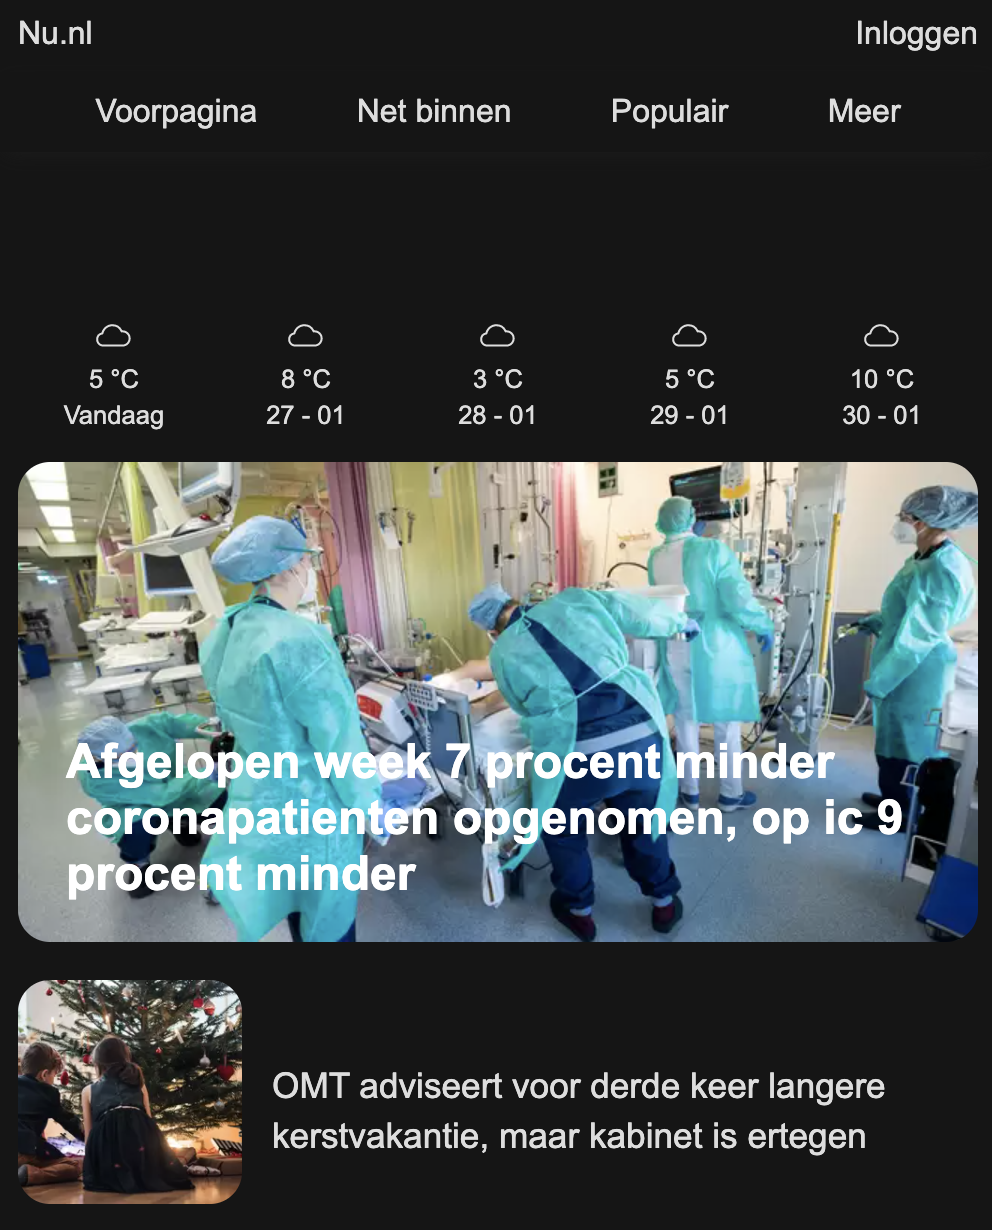 Nu.nl Inloggen
Voorpagina Net binnen Populair Meer
5 °C 8 °C 3 °C 5 °C 10 °C
Vandaag 27 - 01 28 - 01 29 - 01 30 - 01
Afgelopen week 7 procent minder
coronapatienten opgenomen, op ic 9
procent minder
OMT adviseert voor derde keer langere
kerstvakantie, maar kabinet is ertegen